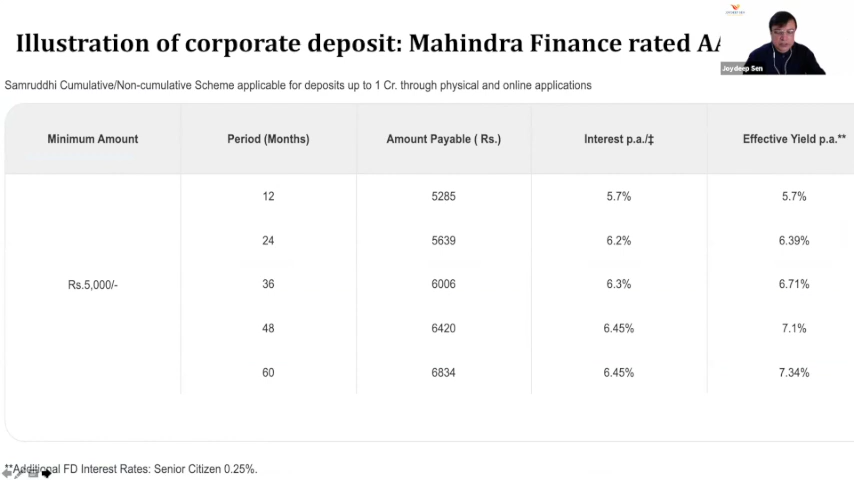 Illustration of corporate deposit: Mahindra Finance rated AA
Joydeep Sen
Samruddhi Cumulative/Non-cumulative Scheme applicable for deposits up to 1 Cr. through physical and online applications
Minimum Amount Period (Months) Amount Payable ( Rs.) Interest p.a./‡ Effective Yield p.a.**
12 5285 5.7% 5.7%
24 5639 6.2% 6.39%
Rs.5,000/- 36 6006 6.3% 6.71%
48 6420 6.45% 7.1%
60 6834 6.45% 7.34%
**Additional FD Interest Rates: Senior Citizen 0.25%.